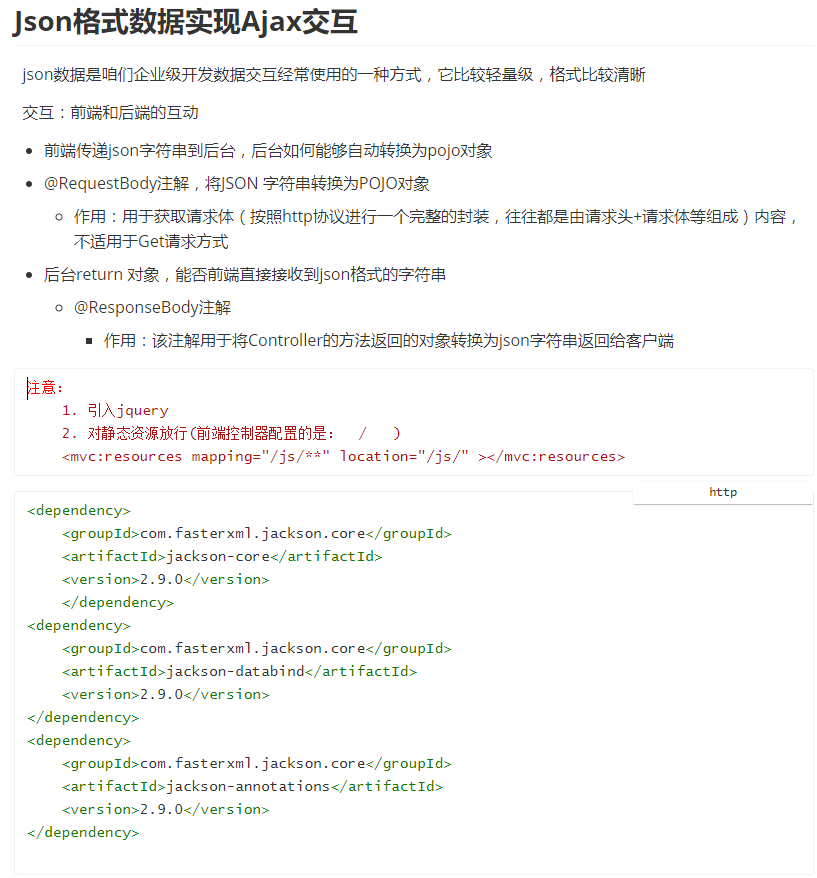 Json格式数据实现Ajax交互
json数据是咱们企业级开发数据交互经常使用的一种方式，它比较轻量级，格式比较清晰
交互：前端和后端的互动
前端传递json字符串到后台，后台如何能够自动转换为pojo对象
@RequestBody注解，将JSON 字符串转换为POJO对象
作用：用于获取请求体（按照http协议进行一个完整的封装，往往都是由请求头+请求体等组成）内容，
不适用于Get请求方式
后台return 对象，能否前端直接接收到json格式的字符串
@ResponseBody注解
作用：该注解用于将Controller的方法返回的对象转换为json字符串返回给客户端
注意：
1. 引入jquery
2. 对静态资源放行(前端控制器配置的是： / )
<mvc:resources mapping="/js/**" location="/js/" ></mvc:resources>
http
<dependency>
<groupId>com.fasterxml.jackson.core</groupId>
<artifactId>jackson-core</artifactId>
<version>2.9.0</version>
</dependency>
<dependency>
<groupId>com.fasterxml.jackson.core</groupId>
<artifactId>jackson-databind</artifactId>
<version>2.9.0</version>
</dependency>
<dependency>
<groupId>com.fasterxml.jackson.core</groupId>
<artifactId>jackson-annotations</artifactId>
<version>2.9.0</version>
</dependency>